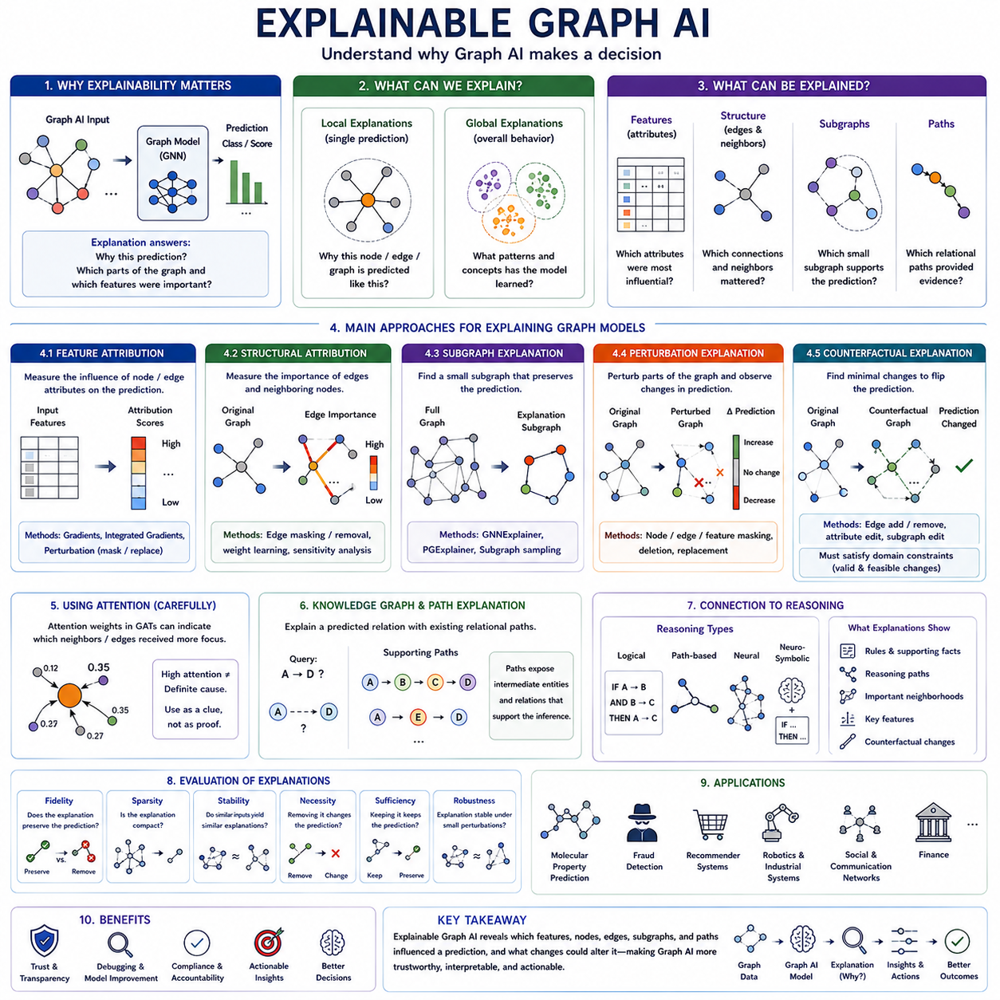 EXPLAINABLE GRAPH AI
Understand why Graph AI makes a decision
1. WHY EXPLAINABILITY MATTERS
Graph AI Input
Graph Model
(GNN)
Prediction
Class / Score
...
...
Explanation answers:
Why this prediction?
Which parts of the graph and
which features were important?
2. WHAT CAN WE EXPLAIN?
Local Explanations
(single prediction)
Why this node / edge /
graph is predicted
like this?
Global Explanations
(overall behavior)
What patterns and
concepts has the model
learned?
3. WHAT CAN BE EXPLAINED?
Features
(attributes)
Which attributes
were most
influential?
Structure
(edges &
neighbors)
Which connections
and neighbors
mattered?
Subgraphs
Which small
subgraph supports
the prediction?
Paths
Which relational
paths provided
evidence?
4. MAIN APPROACHES FOR EXPLAINING GRAPH MODELS
4.1 FEATURE ATTRIBUTION
Measure the influence of node / edge
attributes on the prediction.
Input
Features
Attribution
Scores
High
...
Low
Methods: Gradients, Integrated Gradients,
Perturbation (mask / replace)
4.2 STRUCTURAL ATTRIBUTION
Measure the importance of edges
and neighboring nodes.
Original
Graph
Edge Importance
High
Low
...
Methods: Edge masking / removal,
weight learning, sensitivity analysis
4.3 SUBGRAPH EXPLANATION
Find a small subgraph that preserves
the prediction.
Full
Graph
Explanation
Subgraph
Methods: GNNExplainer,
PGExplainer, Subgraph sampling
4.4 PERTURBATION EXPLANATION
Perturb parts of the graph and observe
changes in prediction.
Original
Graph
Perturbed
Graph
Δ Prediction
Increase
No change
Decrease
Methods: Node / edge / feature masking,
deletion, replacement
4.5 COUNTERFACTUAL EXPLANATION
Find minimal changes to flip
the prediction.
Original
Graph
Counterfactual
Graph
Prediction
Changed
Methods: Edge add / remove,
attribute edit, subgraph edit
Must satisfy domain constraints
(valid & feasible changes)
5. USING ATTENTION (CAREFULLY)
Attention weights in GATs can indicate
which neighbors / edges received more focus.
0.12
0.35
0.35
0.27
0.27
High attention ≠
Definite cause.
Use as a clue,
not as proof.
6. KNOWLEDGE GRAPH & PATH EXPLANATION
Explain a predicted relation with existing relational paths.
Query:
A → D ?
A D
?
Supporting Paths
A → B → C → D
A → E → D
...
Paths expose
intermediate entities
and relations that
support the inference.
7. CONNECTION TO REASONING
Reasoning Types
Logical
IF A → B
AND B → C
THEN A → C
Path-based
Neural
Neuro-
Symbolic
+
IF ...
THEN ...
What Explanations Show
Rules & supporting facts
Reasoning paths
Important neighborhoods
Key features
Counterfactual changes
8. EVALUATION OF EXPLANATIONS
Fidelity
Does the explanation
preserve the prediction?
vs.
Preserve Remove
Sparsity
Is the explanation
compact?
Stability
Do similar inputs yield
similar explanations?
≈
Necessity
Removing it changes
the prediction?
Remove Change
Sufficiency
Keeping it keeps
the prediction?
Keep Preserve
Robustness
Explanation stable under
small perturbations?
≈
9. APPLICATIONS
Molecular
Property
Prediction
Fraud
Detection
Recommender
Systems
Robotics &
Industrial
Systems
Social &
Communication
Networks
Finance
...
10. BENEFITS
Trust &
Transparency
Debugging &
Model Improvement
Compliance &
Accountability
Actionable
Insights
Better
Decisions
KEY TAKEAWAY
Explainable Graph AI reveals which features, nodes, edges, subgraphs, and paths
influenced a prediction, and what changes could alter it—making Graph AI more
trustworthy, interpretable, and actionable.
Graph
Data
Graph AI
Model
Explanation
(Why?)
Insights &
Actions
Better
Outcomes